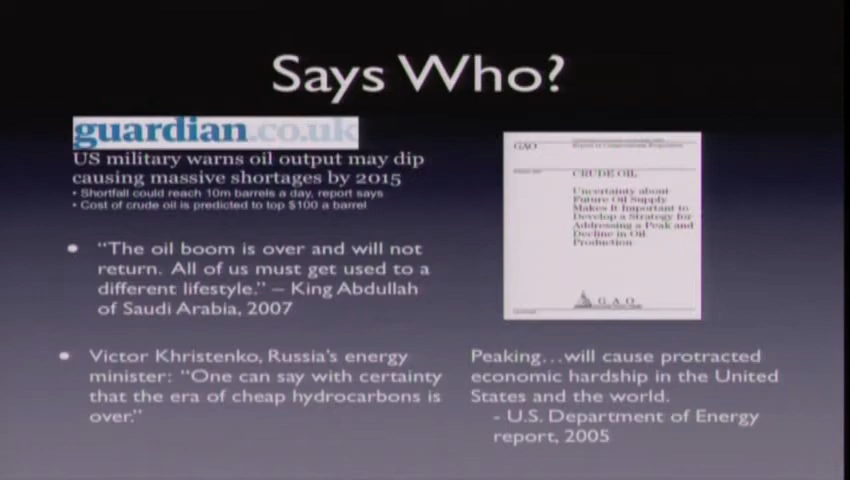 Says Who?
guardian.co.uk
US military warns oil output may dip
causing massive shortages by 2015
• Shortfall could reach 10m barrels a day, report says
• Cost of crude oil is predicted to top $100 a barrel
• “The oil boom is over and will not
return. All of us must get used to a
different lifestyle.” – King Abdullah
of Saudi Arabia, 2007
• Victor Khristenko, Russia’s energy
minister: “One can say with certainty
that the era of cheap hydrocarbons is
over.”
GAO
CRUDE OIL
Uncertainty about
Future Oil Supply
Makes It Important to
Develop a Strategy for
Addressing a Peak and
Decline in Oil
Production
G A O
Peaking...will cause protracted
economic hardship in the United
States and the world.
- U.S. Department of Energy
report, 2005